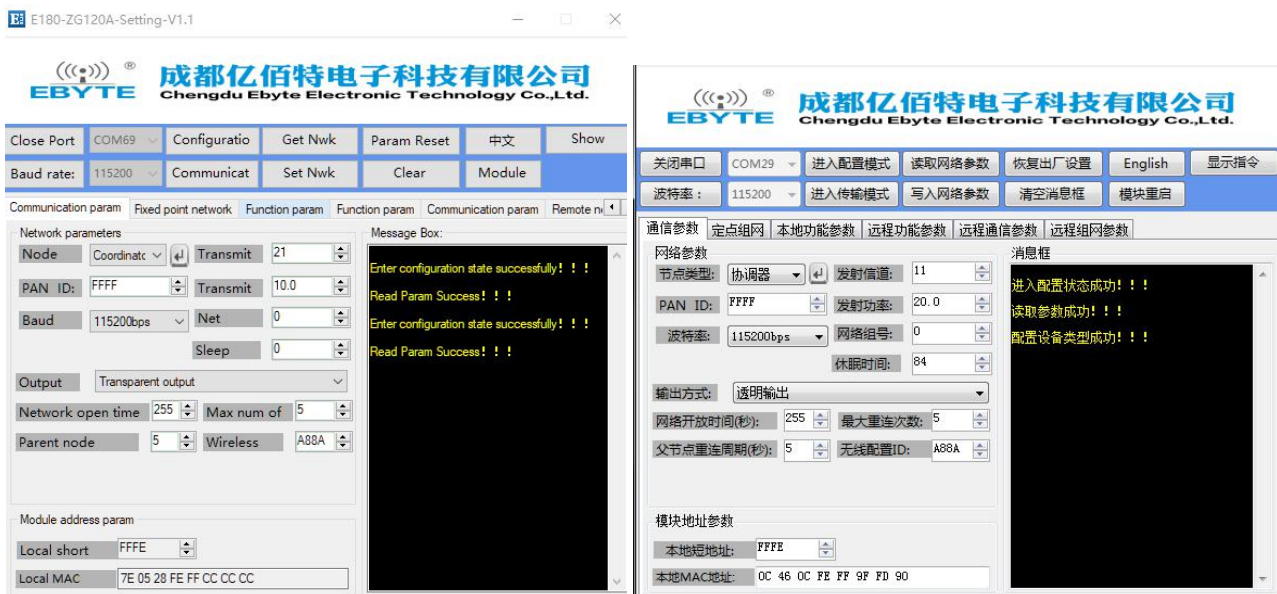 E180-ZG120A-Setting-V1.1
EBYTE ® 成都亿佰特电子科技有限公司
Chengdu Ebyte Electronic Technology Co.,Ltd.
Close Port COM69 Configuratio Get Nwk Param Reset 中文 Show
Baud rate: 115200 Communicat Set Nwk Clear Module
Communication param Fixed point network Function param Function param Communication param Remote n
Network parameters
Node Coordinatc Transmit 21
PAN ID: FFFF Transmit 10.0
Baud 115200bps Net 0
Sleep 0
Output Transparent output
Network open time 255 Max num of 5
Parent node 5 Wireless A88A
Module address param
Local short FFFE
Local MAC 7E 05 28 FE FF CC CC CC
Message Box:
Enter configuration state successfully! ! !
Read Param Success! ! !
Enter configuration state successfully! ! !
Read Param Success! ! !
EBYTE ® 成都亿佰特电子科技有限公司
Chengdu Ebyte Electronic Technology Co.,Ltd.
关闭串口 COM29 进入配置模式 读取网络参数 恢复出厂设置 English 显示指令
波特率： 115200 进入传输模式 写入网络参数 清空消息框 模块重启
通信参数 定点组网 本地功能参数 远程功能参数 远程通信参数 远程组网参数
网络参数
节点类型: 协调器 发射信道: 11
PAN ID: FFFF 发射功率: 20.0
波特率: 115200bps 网络组号: 0
休眠时间: 84
输出方式: 透明输出
网络开放时间(秒): 255 最大重连次数: 5
父节点重连周期(秒): 5 无线配置ID: A88A
模块地址参数
本地短地址: FFFE
本地MAC地址: 0C 46 0C FE FF 9F FD 90
消息框
进入配置状态成功! ! !
读取参数成功! ! !
配置设备类型成功! ! !